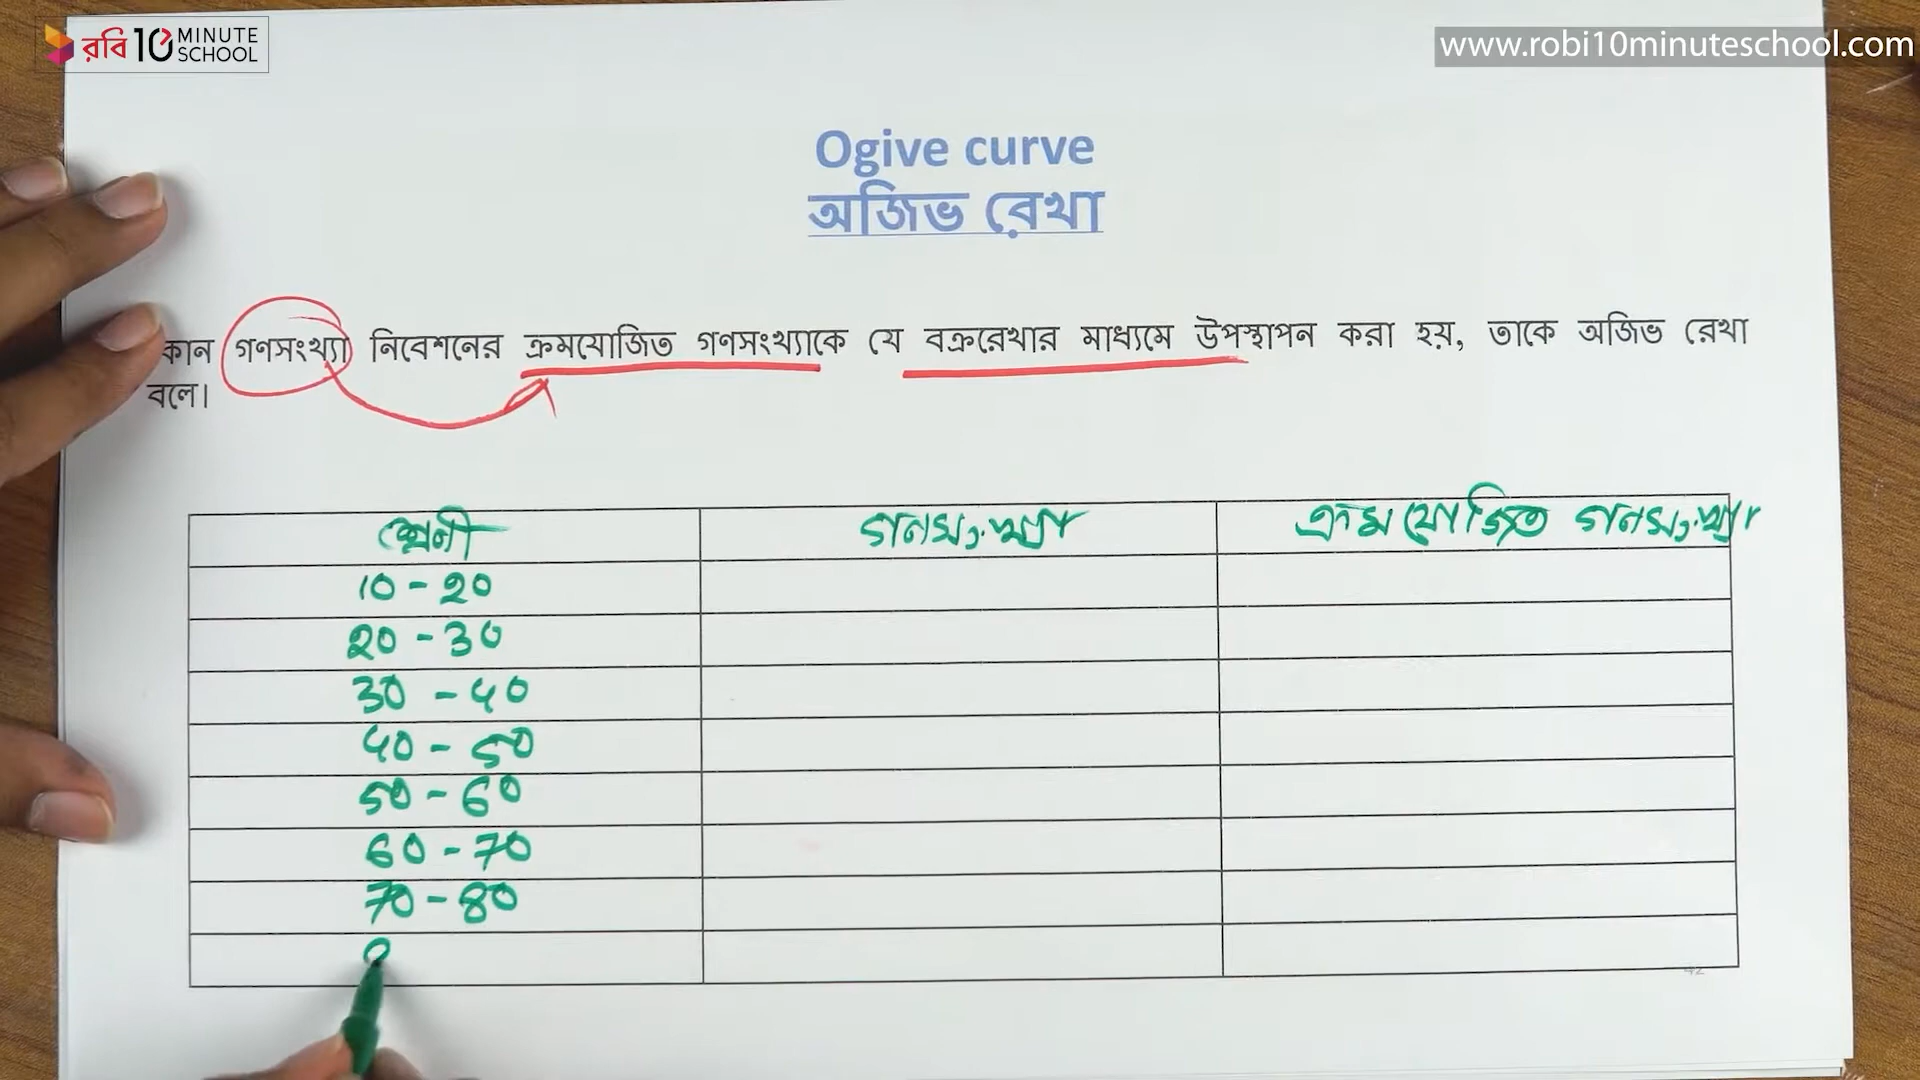 রবি 10 MINUTE SCHOOL
www.robi10minuteschool.com
Ogive curve
অজিভ রেখা
কোন গণসংখ্যা নিবেশনের ক্রমযোজিত গণসংখ্যাকে যে বক্ররেখার মাধ্যমে উপস্থাপন করা হয়, তাকে অজিভ রেখা
বলে।
শ্রেনী গনসংখ্যা ক্রমযোজিত গনসংখ্যা
10 - 20
20 - 30
30 - 40
40 - 50
50 - 60
60 - 70
70 - 80
42